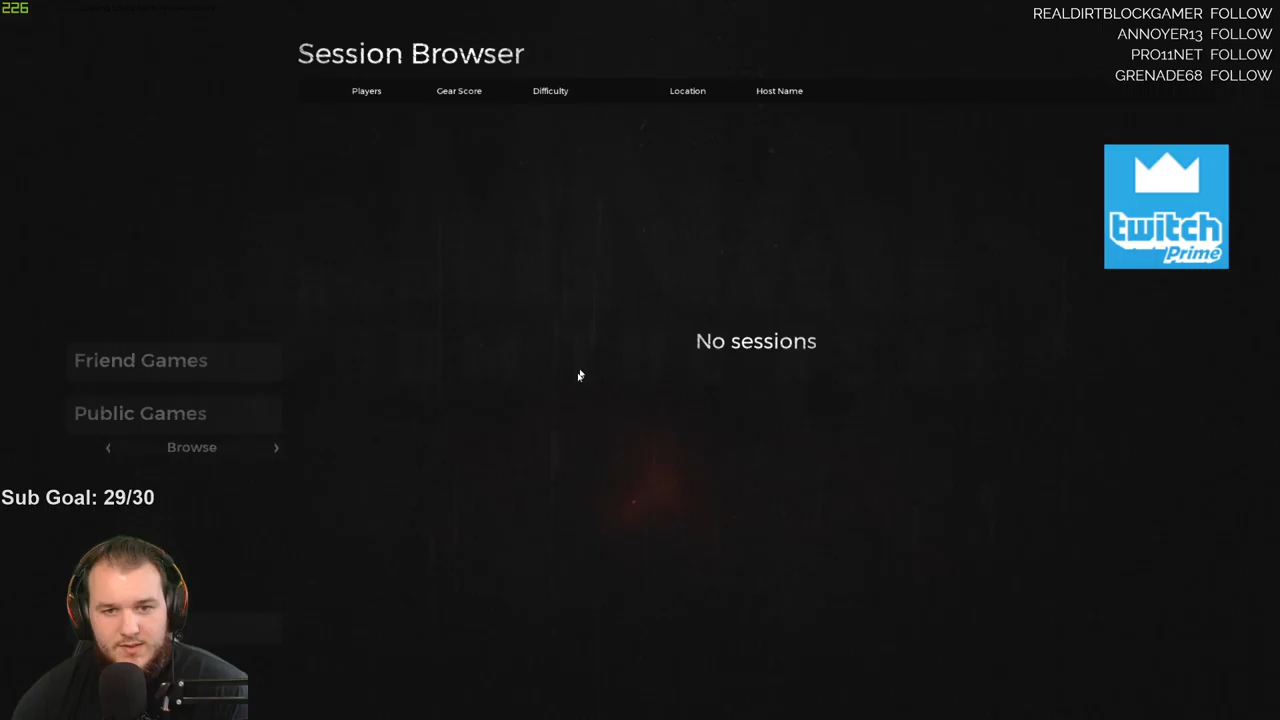 226
REALDIRTBLOCKGAMER FOLLOW
ANNOYER13 FOLLOW
PRO11NET FOLLOW
GRENADE68 FOLLOW
Session Browser
Players Gear Score Difficulty Location Host Name
twitch
Prime
No sessions
Friend Games
Public Games
‹ Browse ›
Sub Goal: 29/30